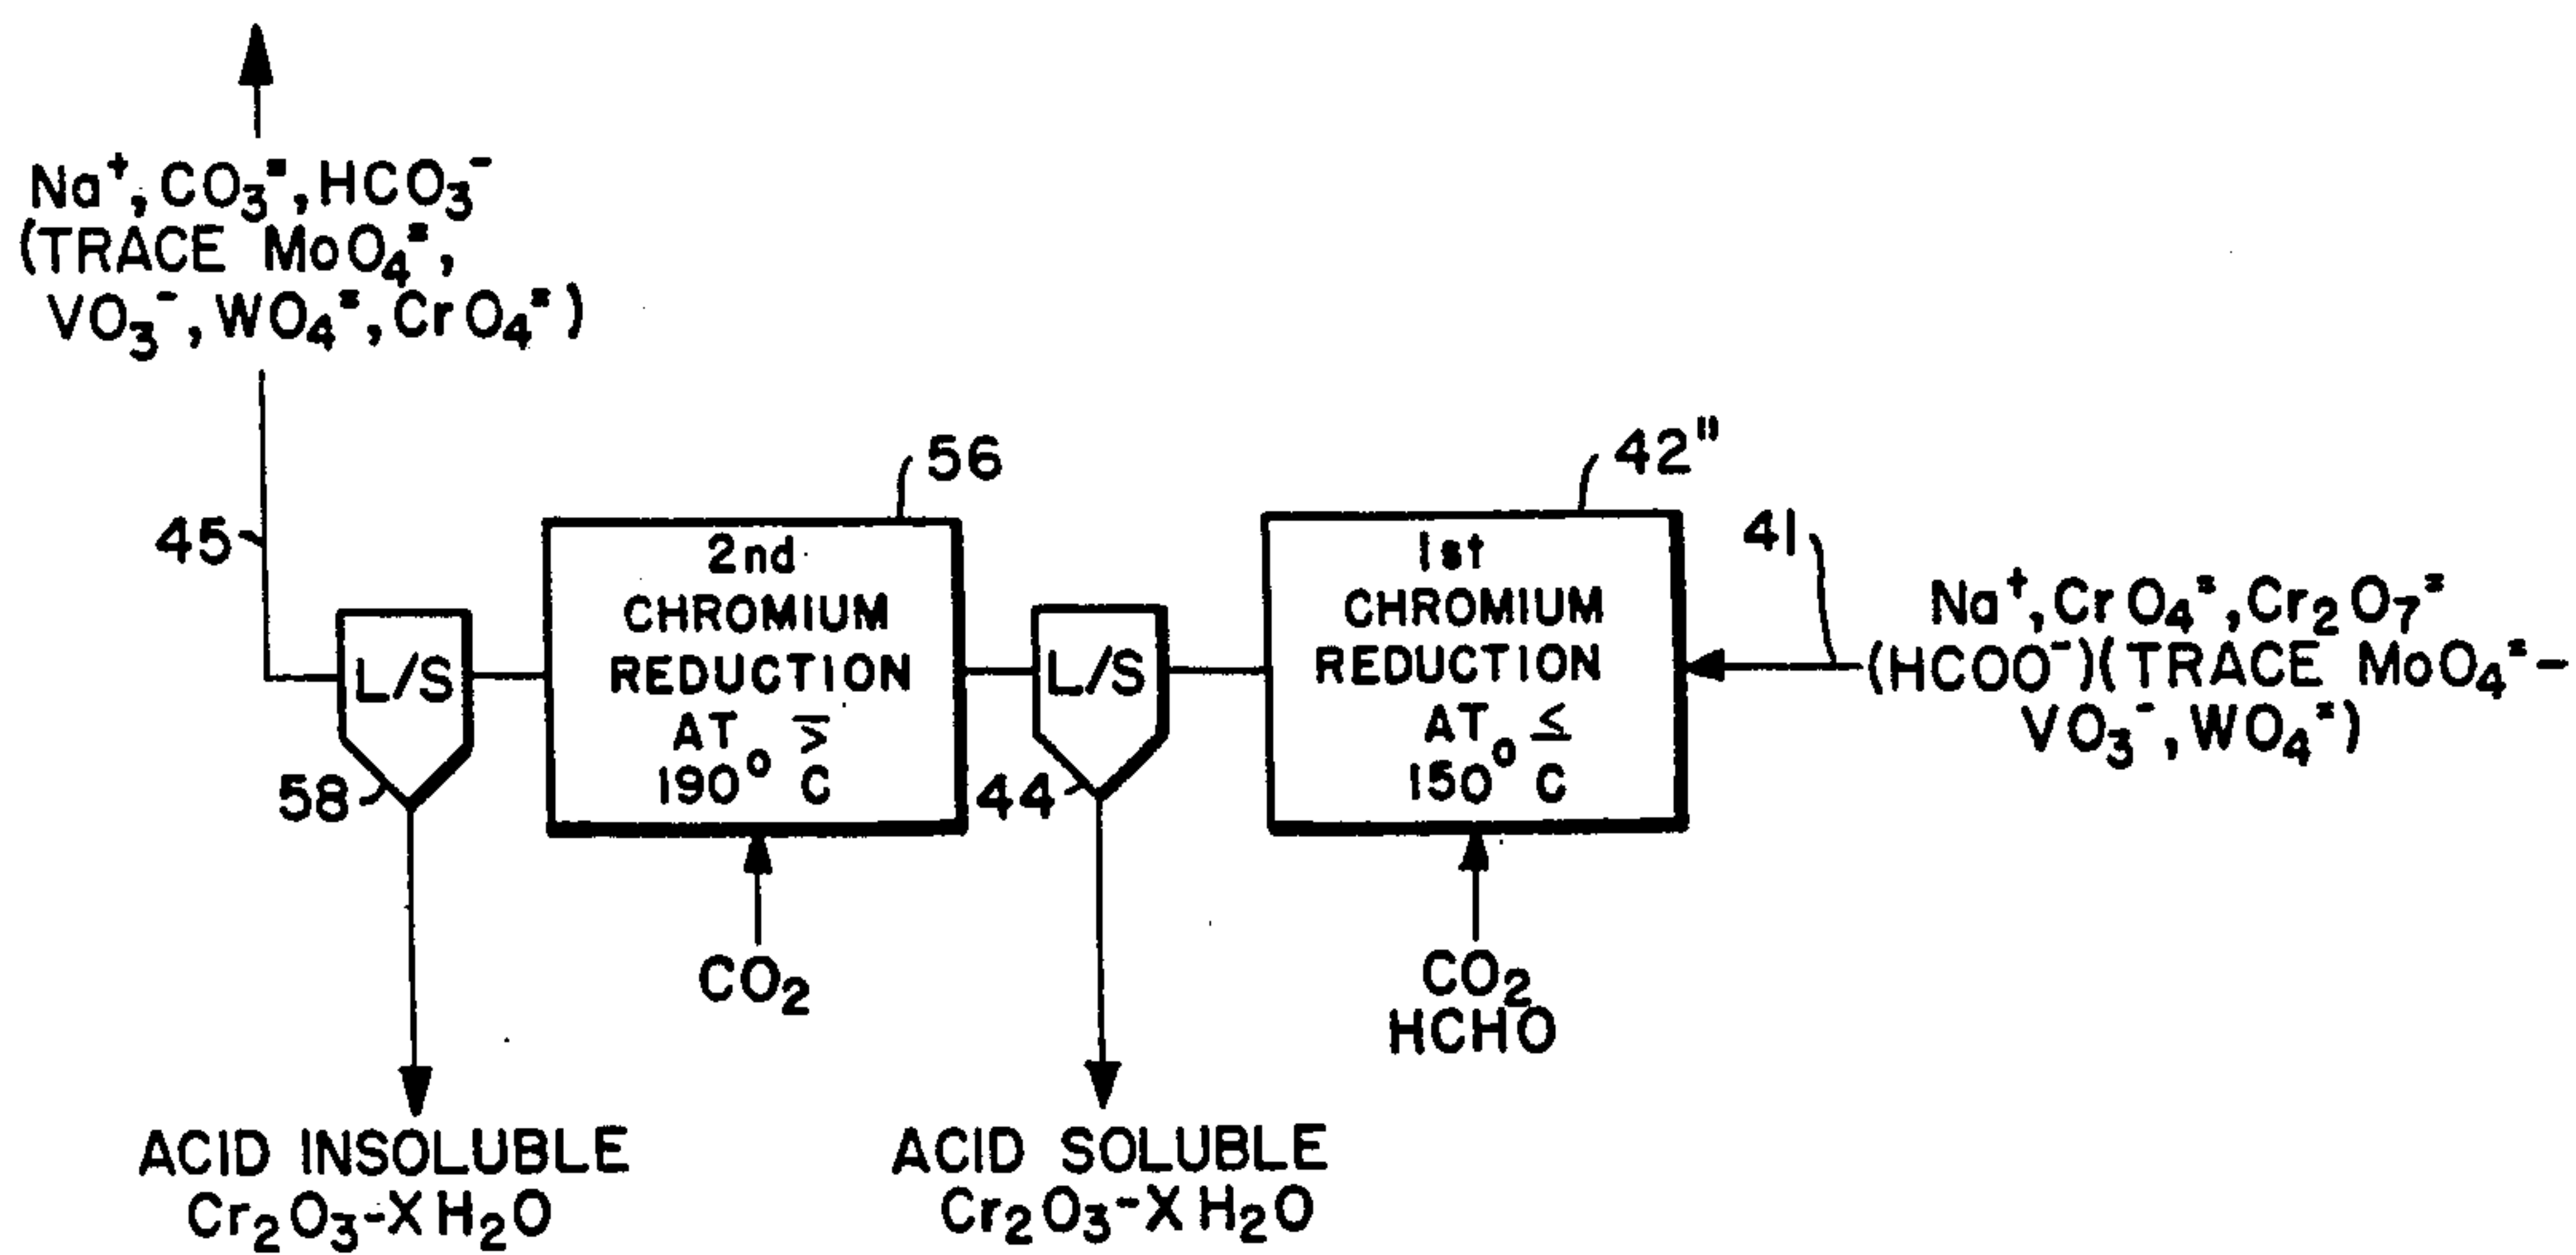 Na⁺, CO₃⁼, HCO₃⁻
(TRACE MoO₄⁼,
VO₃⁻, WO₄⁼, CrO₄⁼)
45
58
L/S
56
2nd
CHROMIUM
REDUCTION
AT ≥
190° C
CO₂
44
L/S
42"
1st
CHROMIUM
REDUCTION
AT ≤
150° C
CO₂
HCHO
41
Na⁺, CrO₄⁼, Cr₂O₇⁼
(HCOO⁻)(TRACE MoO₄⁼-
VO₃⁻, WO₄⁼)
ACID INSOLUBLE
Cr₂O₃-XH₂O
ACID SOLUBLE
Cr₂O₃-XH₂O